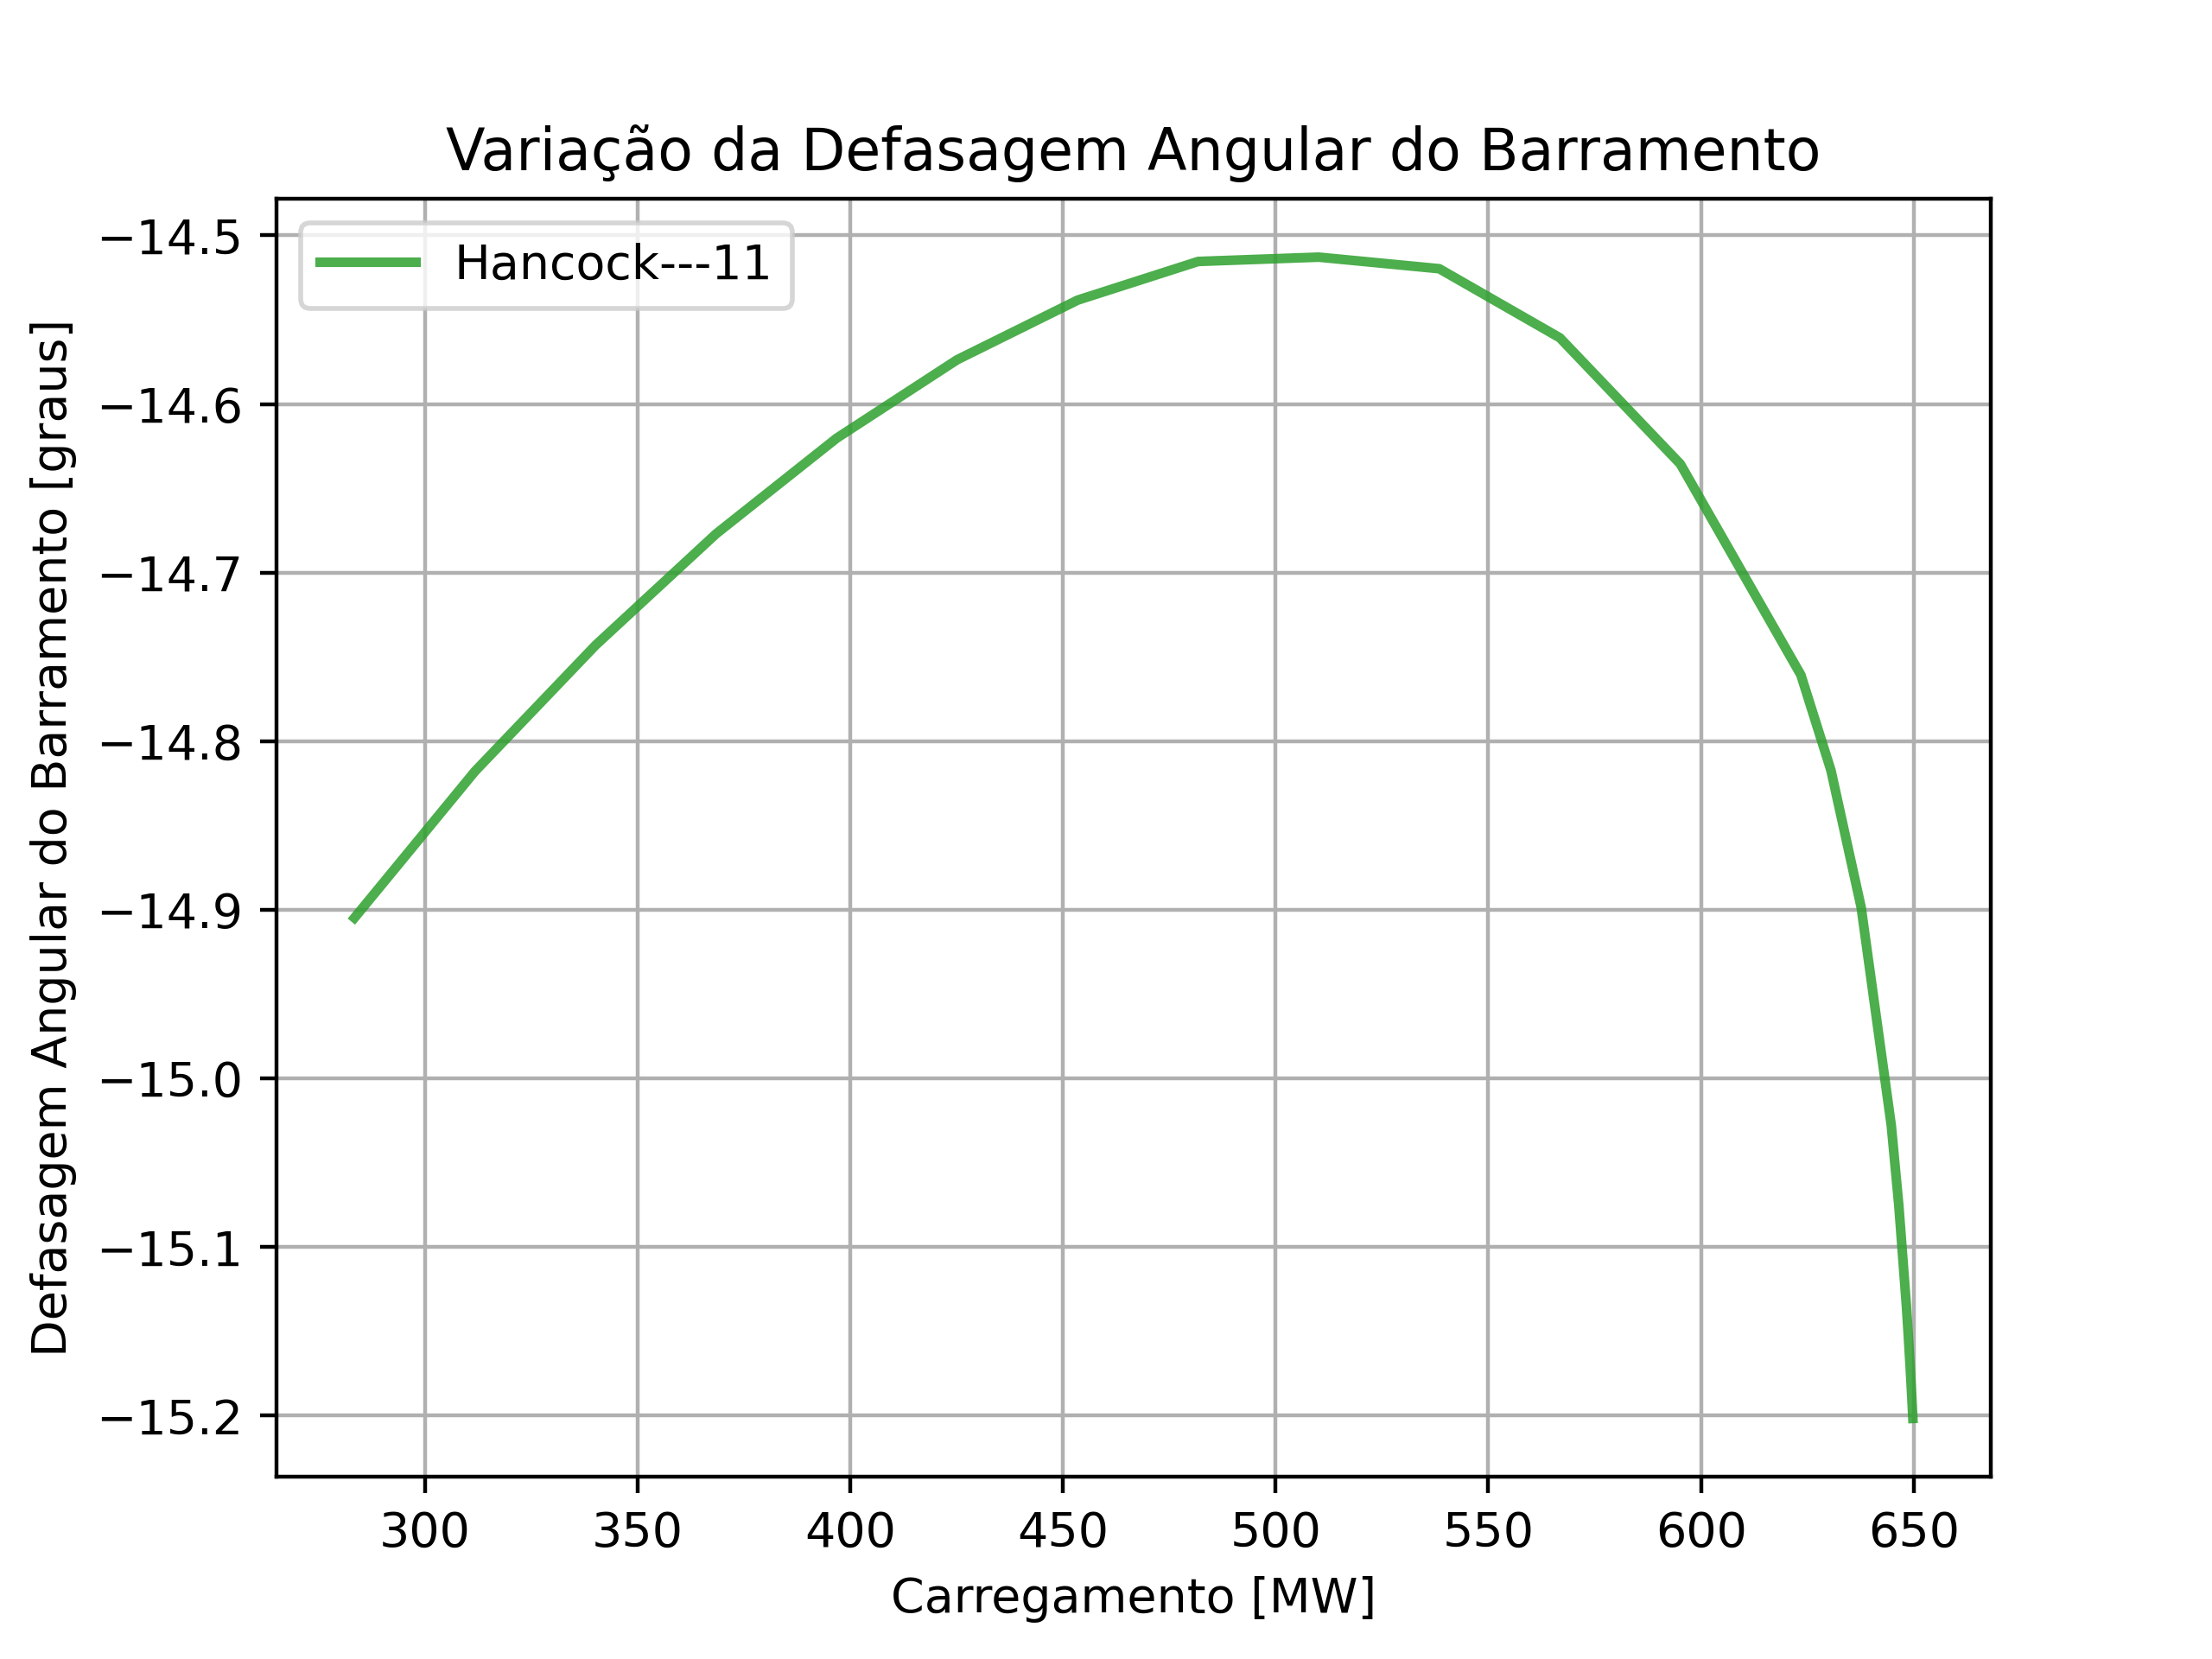 Variação da Defasagem Angular do Barramento
Hancock---11
Defasagem Angular do Barramento [graus]
−14.5
−14.6
−14.7
−14.8
−14.9
−15.0
−15.1
−15.2
300 350 400 450 500 550 600 650
Carregamento [MW]